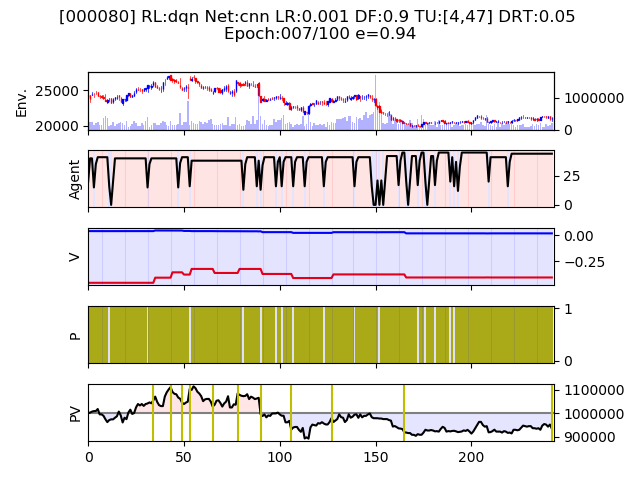 [000080] RL:dqn Net:cnn LR:0.001 DF:0.9 TU:[4,47] DRT:0.05
Epoch:007/100 e=0.94
Env.
25000
20000
1000000
0
Agent
25
0
V
0.00
−0.25
P
1
0
PV
1100000
1000000
900000
0 50 100 150 200